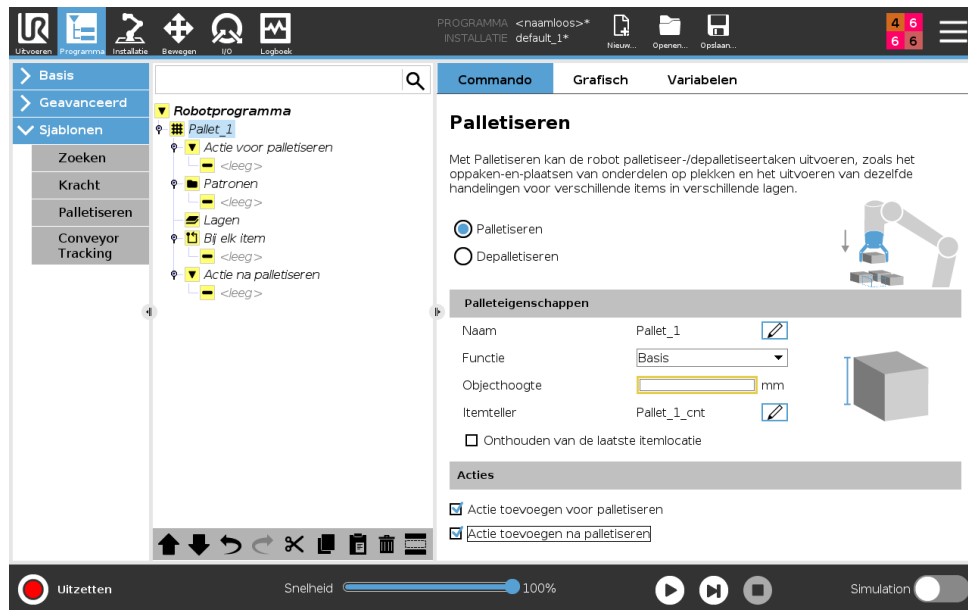 PROGRAMMA <naamloos>*
INSTALLATIE default_1*
Uitvoeren Programma Installatie Bewegen I/O Logboek
Nieuw... Openen... Opslaan...
4 6
6 6
Basis
Geavanceerd
Sjablonen
Zoeken
Kracht
Palletiseren
Conveyor
Tracking
Robotprogramma
Pallet_1
Actie voor palletiseren
<leeg>
Patronen
<leeg>
Lagen
Bij elk item
<leeg>
Actie na palletiseren
<leeg>
Commando Grafisch Variabelen
Palletiseren
Met Palletiseren kan de robot palletiseer-/depalletiseertaken uitvoeren, zoals het
oppaken-en-plaatsen van onderdelen op plekken en het uitvoeren van dezelfde
handelingen voor verschillende items in verschillende lagen.
Palletiseren
Depalletiseren
Palleteigenschappen
Naam Pallet_1
Functie Basis
Objecthoogte mm
Itemteller Pallet_1_cnt
Onthouden van de laatste itemlocatie
Acties
Actie toevoegen voor palletiseren
Actie toevoegen na palletiseren
Uitzetten Snelheid 100% Simulation